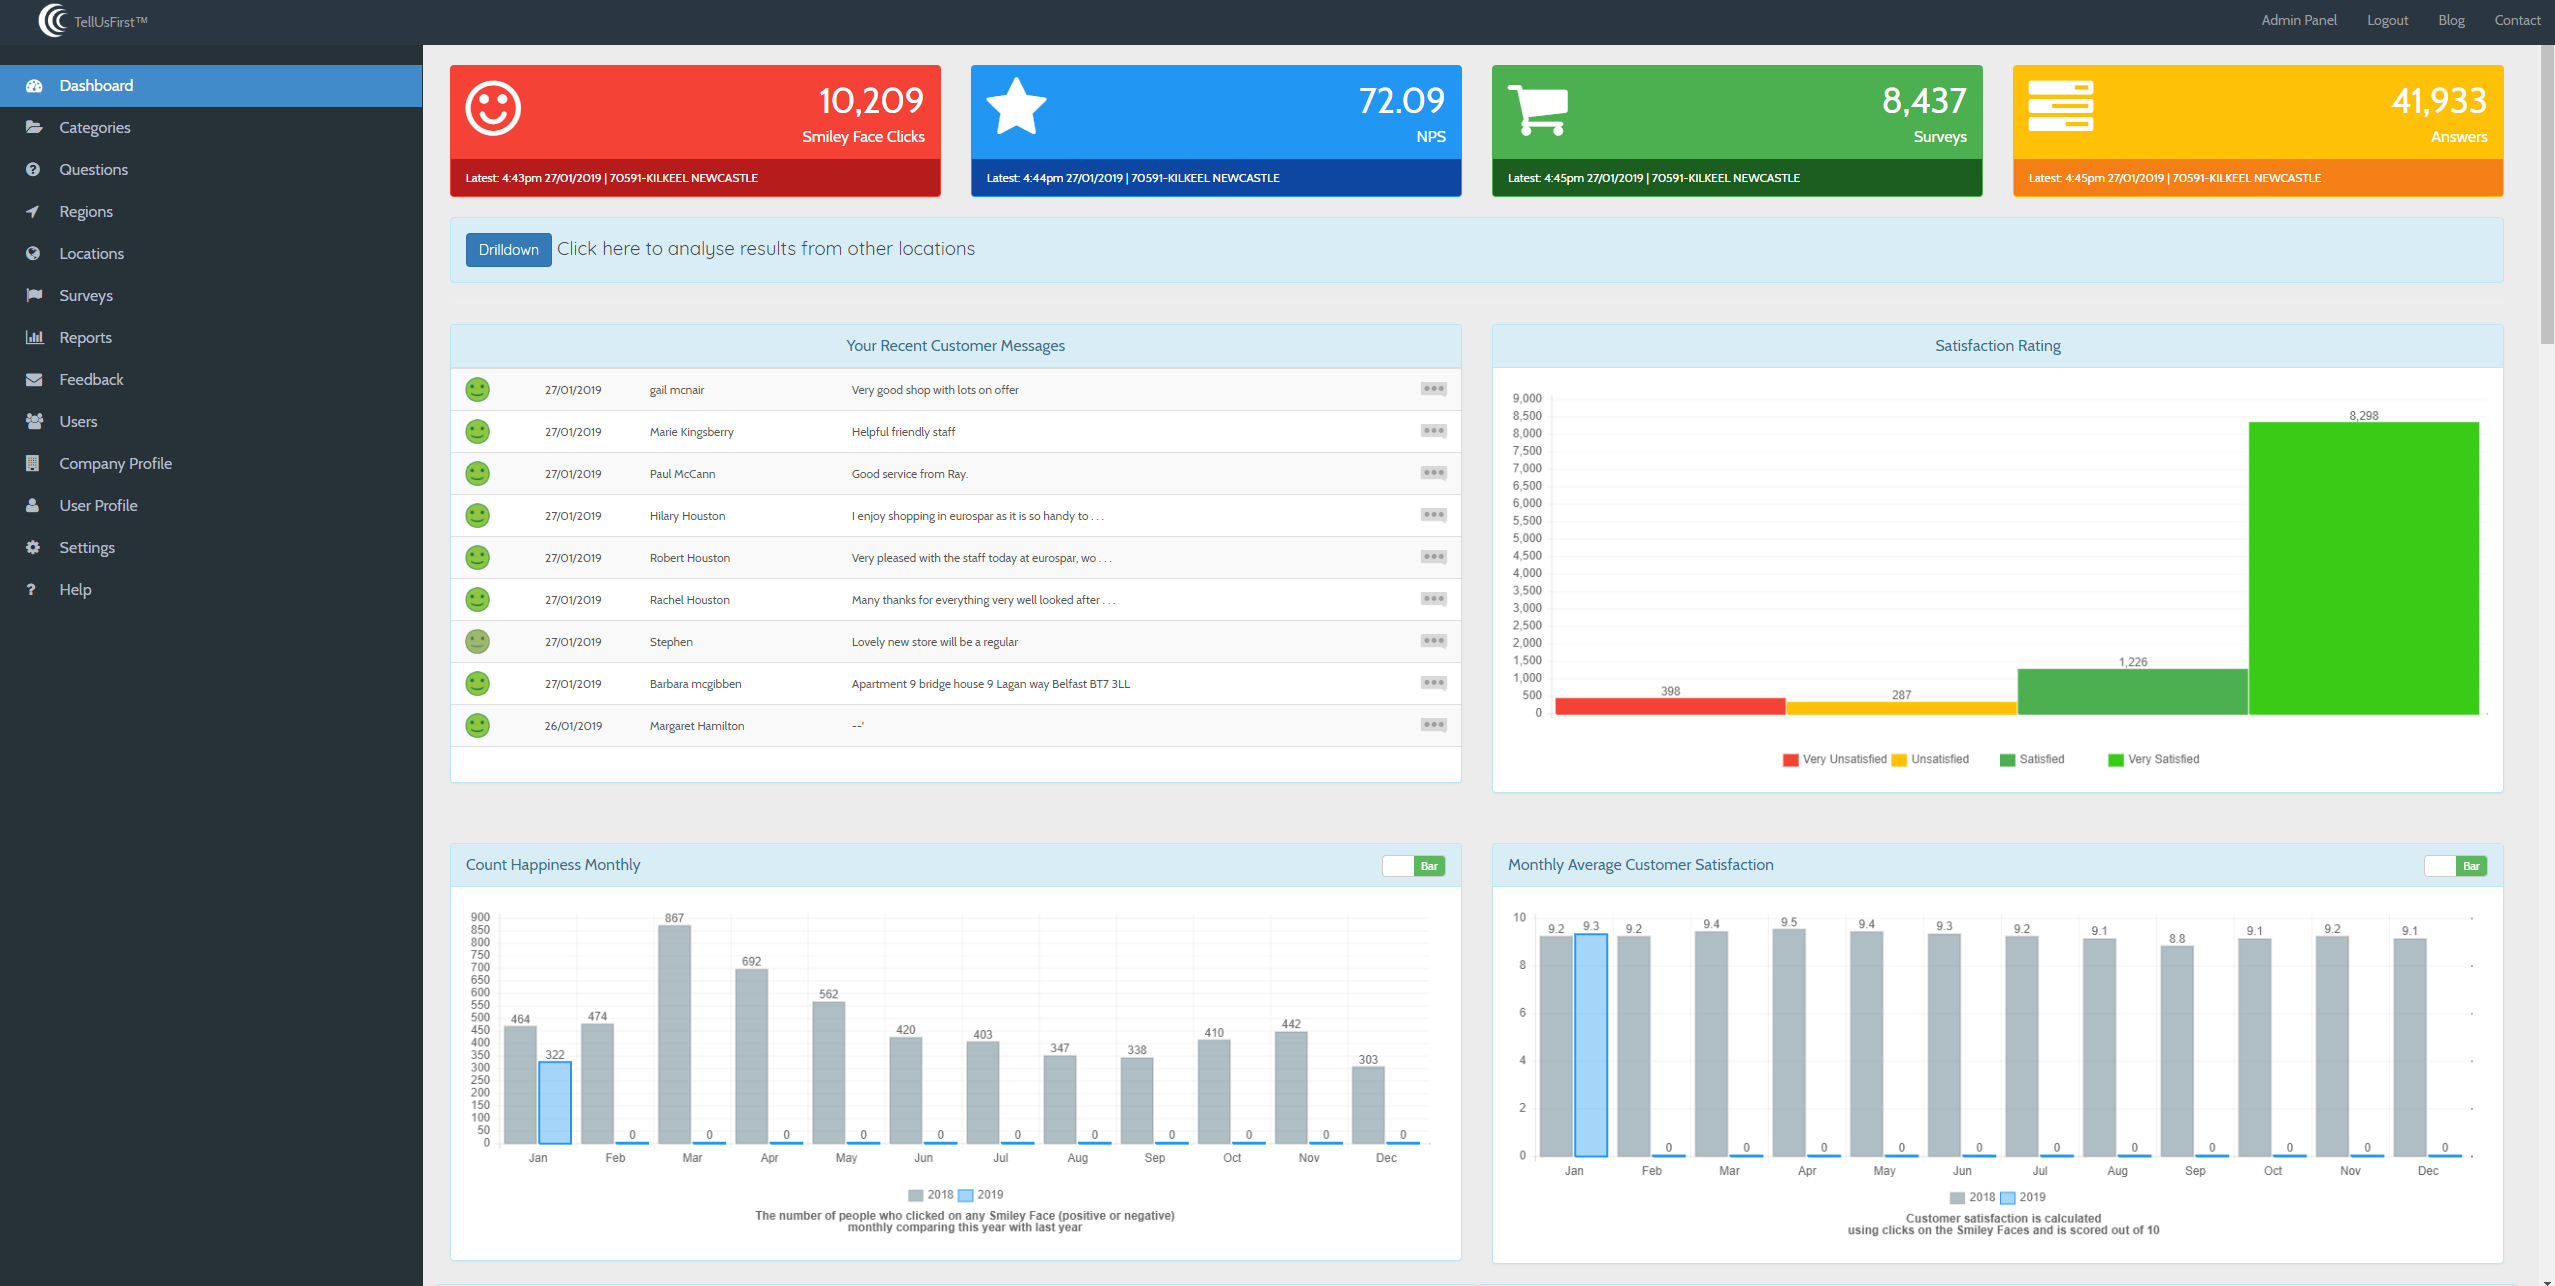 TellUsFirst™
Admin Panel Logout Blog Contact
Dashboard
Categories
Questions
Regions
Locations
Surveys
Reports
Feedback
Users
Company Profile
User Profile
Settings
Help
10,209
Smiley Face Clicks
Latest: 4:43pm 27/01/2019 | 70591-KILKEEL NEWCASTLE
72.09
NPS
Latest: 4:44pm 27/01/2019 | 70591-KILKEEL NEWCASTLE
8,437
Surveys
Latest: 4:45pm 27/01/2019 | 70591-KILKEEL NEWCASTLE
41,933
Answers
Latest: 4:45pm 27/01/2019 | 70591-KILKEEL NEWCASTLE
Drilldown Click here to analyse results from other locations
Your Recent Customer Messages
27/01/2019 gail mcnair Very good shop with lots on offer
27/01/2019 Marie Kingsberry Helpful friendly staff
27/01/2019 Paul McCann Good service from Ray.
27/01/2019 Hilary Houston I enjoy shopping in eurospar as it is so handy to . . .
27/01/2019 Robert Houston Very pleased with the staff today at eurospar, wo . . .
27/01/2019 Rachel Houston Many thanks for everything very well looked after . . .
27/01/2019 Stephen Lovely new store will be a regular
27/01/2019 Barbara mcgibben Apartment 9 bridge house 9 Lagan way Belfast BT7 3LL
26/01/2019 Margaret Hamilton --'
Satisfaction Rating
9,000
8,500
8,000
7,500
7,000
6,500
6,000
5,500
5,000
4,500
4,000
3,500
3,000
2,500
2,000
1,500
1,000
500
0
398 287 1,226 8,298
Very Unsatisfied Unsatisfied Satisfied Very Satisfied
Count Happiness Monthly Bar
900
850
800
750
700
650
600
550
500
450
400
350
300
250
200
150
100
50
0
464 322 474 0 867 0 692 0 562 0 420 0 403 0 347 0 338 0 410 0 442 0 303 0
Jan Feb Mar Apr May Jun Jul Aug Sep Oct Nov Dec
2018 2019
The number of people who clicked on any Smiley Face (positive or negative)
monthly comparing this year with last year
Monthly Average Customer Satisfaction Bar
10
8
6
4
2
0
9.2 9.3 9.2 0 9.4 0 9.5 0 9.4 0 9.3 0 9.2 0 9.1 0 8.8 0 9.1 0 9.2 0 9.1 0
Jan Feb Mar Apr May Jun Jul Aug Sep Oct Nov Dec
2018 2019
Customer satisfaction is calculated
using clicks on the Smiley Faces and is scored out of 10